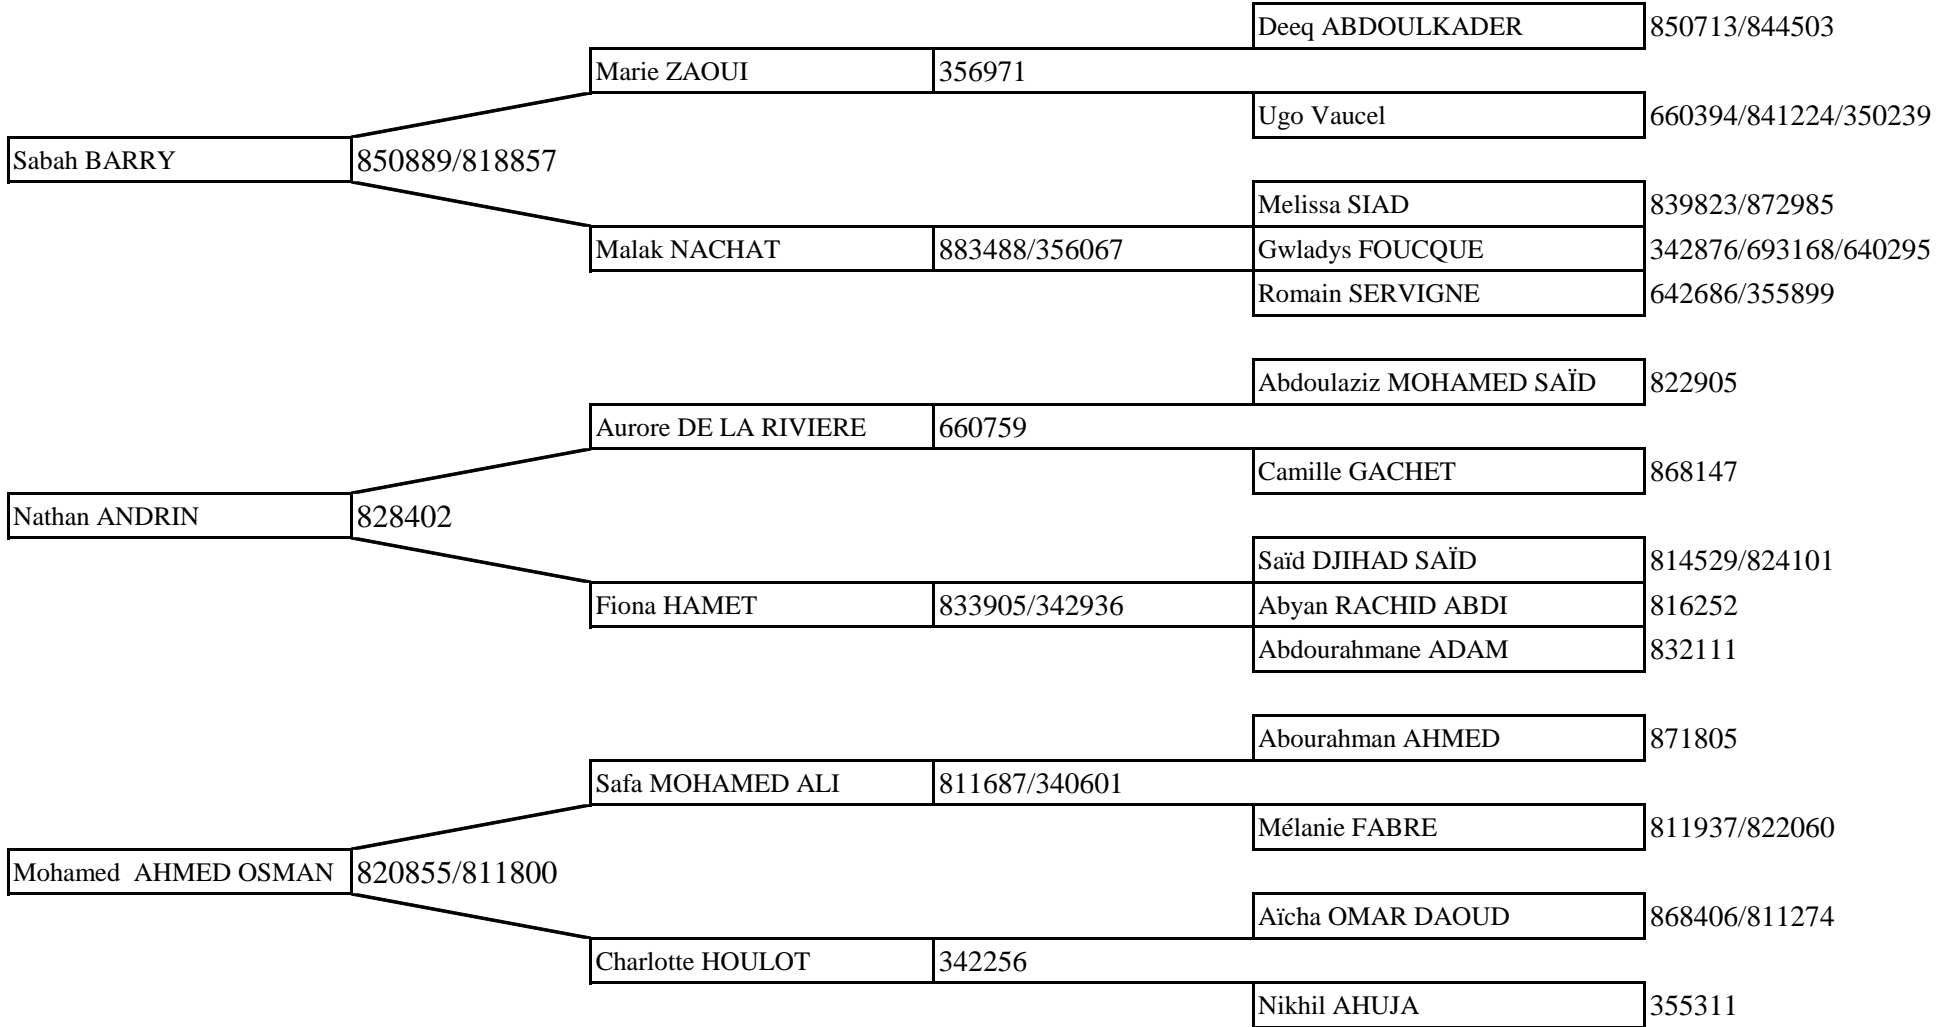 Deeq ABDOULKADER 850713/844503
Marie ZAOUI 356971
Ugo Vaucel 660394/841224/350239
Sabah BARRY 850889/818857
Melissa SIAD 839823/872985
Malak NACHAT 883488/356067 Gwladys FOUCQUE 342876/693168/640295
Romain SERVIGNE 642686/355899
Abdoulaziz MOHAMED SAÏD 822905
Aurore DE LA RIVIERE 660759
Camille GACHET 868147
Nathan ANDRIN 828402
Saïd DJIHAD SAÏD 814529/824101
Fiona HAMET 833905/342936 Abyan RACHID ABDI 816252
Abdourahmane ADAM 832111
Abourahman AHMED 871805
Safa MOHAMED ALI 811687/340601
Mélanie FABRE 811937/822060
Mohamed  AHMED OSMAN 820855/811800
Aïcha OMAR DAOUD 868406/811274
Charlotte HOULOT 342256
Nikhil AHUJA 355311